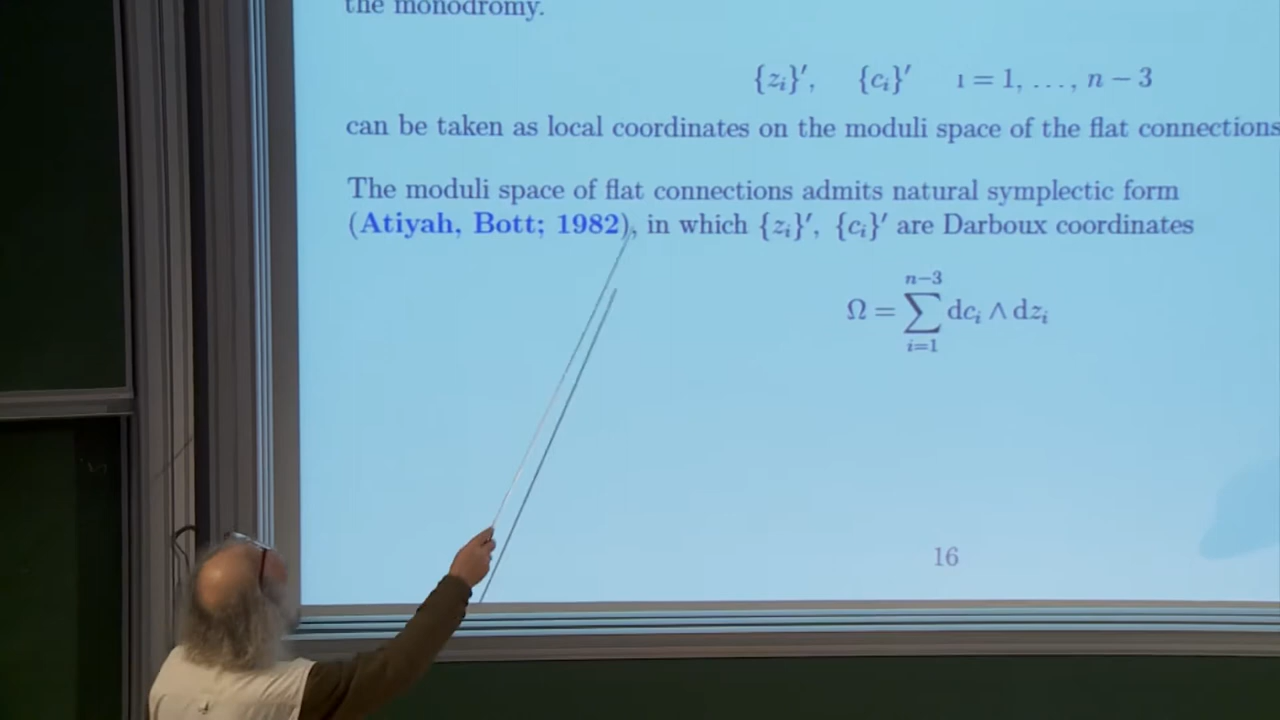 the monodromy.
{z_i}′, {c_i}′ ı = 1, …, n − 3
can be taken as local coordinates on the moduli space of the flat connections
The moduli space of flat connections admits natural symplectic form
(Atiyah, Bott; 1982), in which {z_i}′, {c_i}′ are Darboux coordinates
Ω = ∑_{i=1}^{n−3} dc_i ∧ dz_i
16